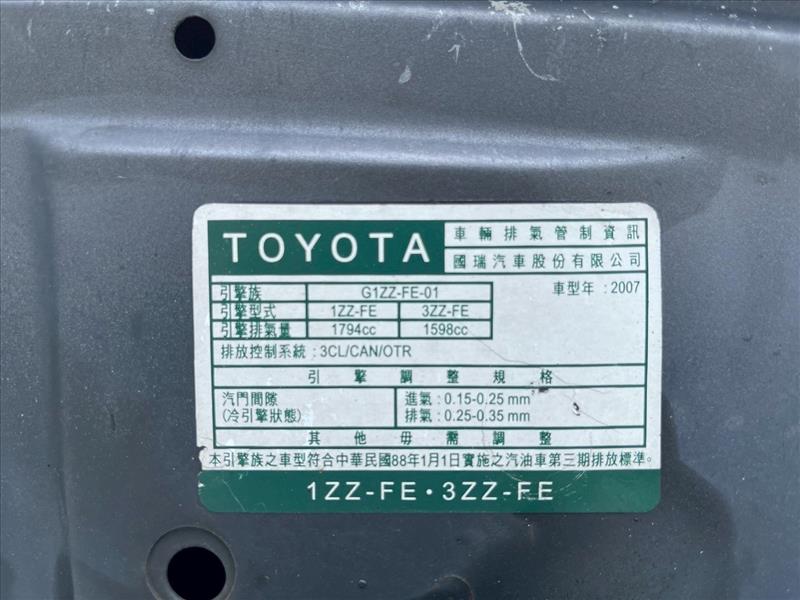 TOYOTA
車輛排氣管制資訊
國瑞汽車股份有限公司
引擎族 G1ZZ-FE-01 車型年：2007
引擎型式 1ZZ-FE 3ZZ-FE
引擎排氣量 1794cc 1598cc
排放控制系統：3CL/CAN/OTR
引擎調整規格
汽門間隙 進氣：0.15-0.25 mm
(冷引擎狀態) 排氣：0.25-0.35 mm
其他毋需調整
本引擎族之車型符合中華民國88年1月1日實施之汽油車第三期排放標準。
1ZZ-FE・3ZZ-FE